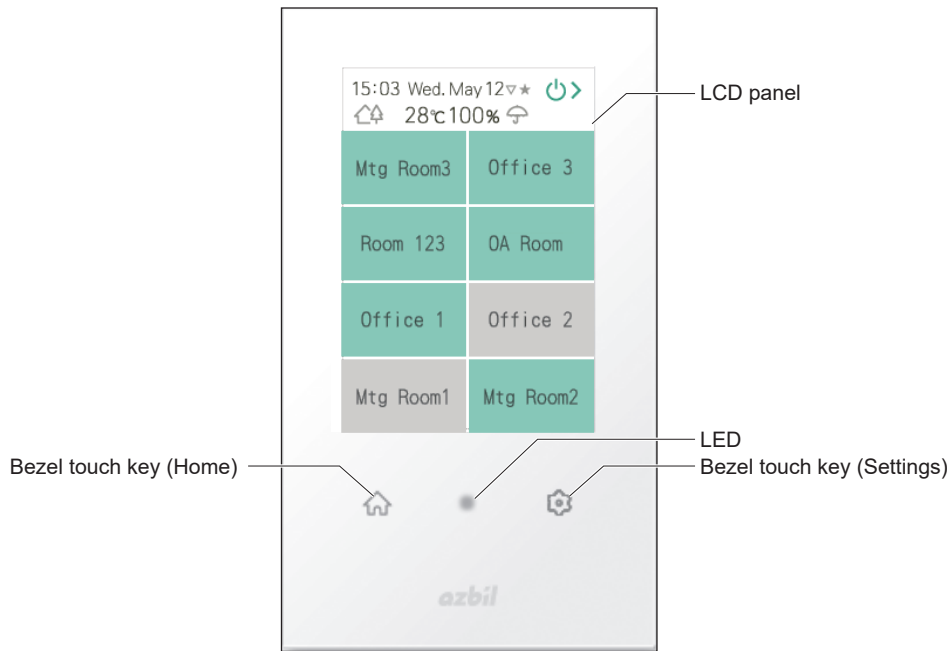 15:03 Wed. May 12▽★
28℃100%
LCD panel
Mtg Room3 Office 3
Room 123 OA Room
Office 1 Office 2
Mtg Room1 Mtg Room2
LED
Bezel touch key (Home)
Bezel touch key (Settings)
azbil